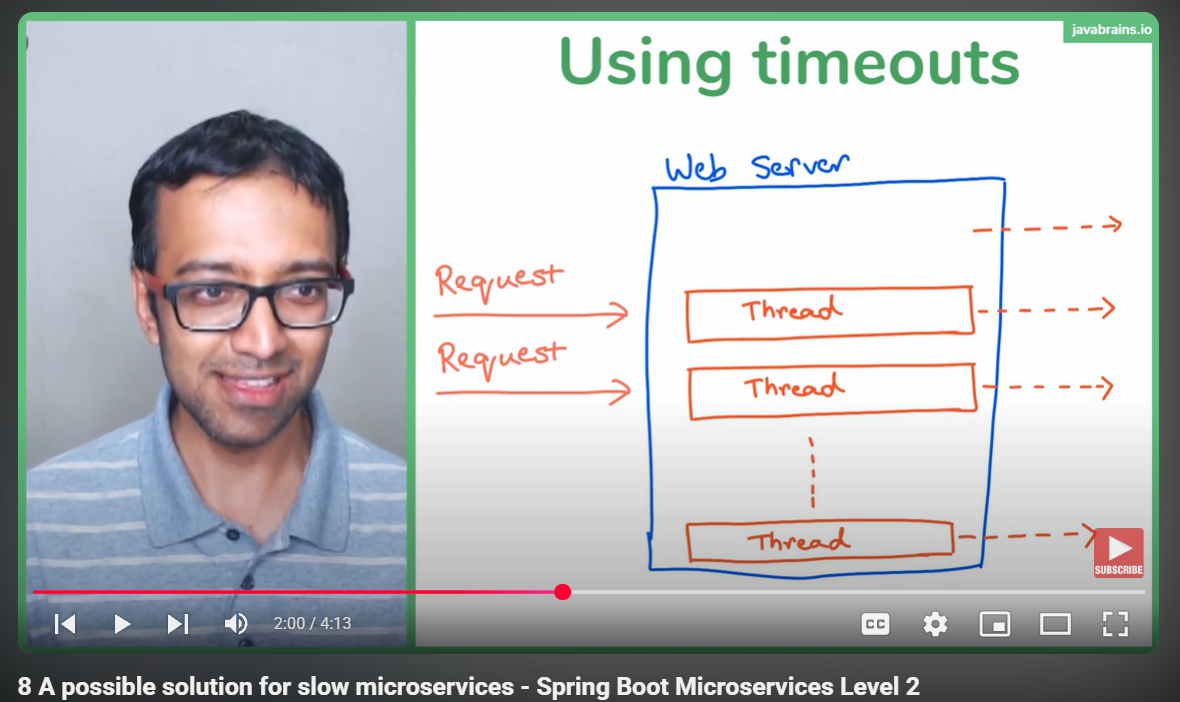 javabrains.io
Using timeouts
Web Server
Request
Thread
Request
Thread
Thread
SUBSCRIBE
2:00 / 4:13
CC
8 A possible solution for slow microservices - Spring Boot Microservices Level 2